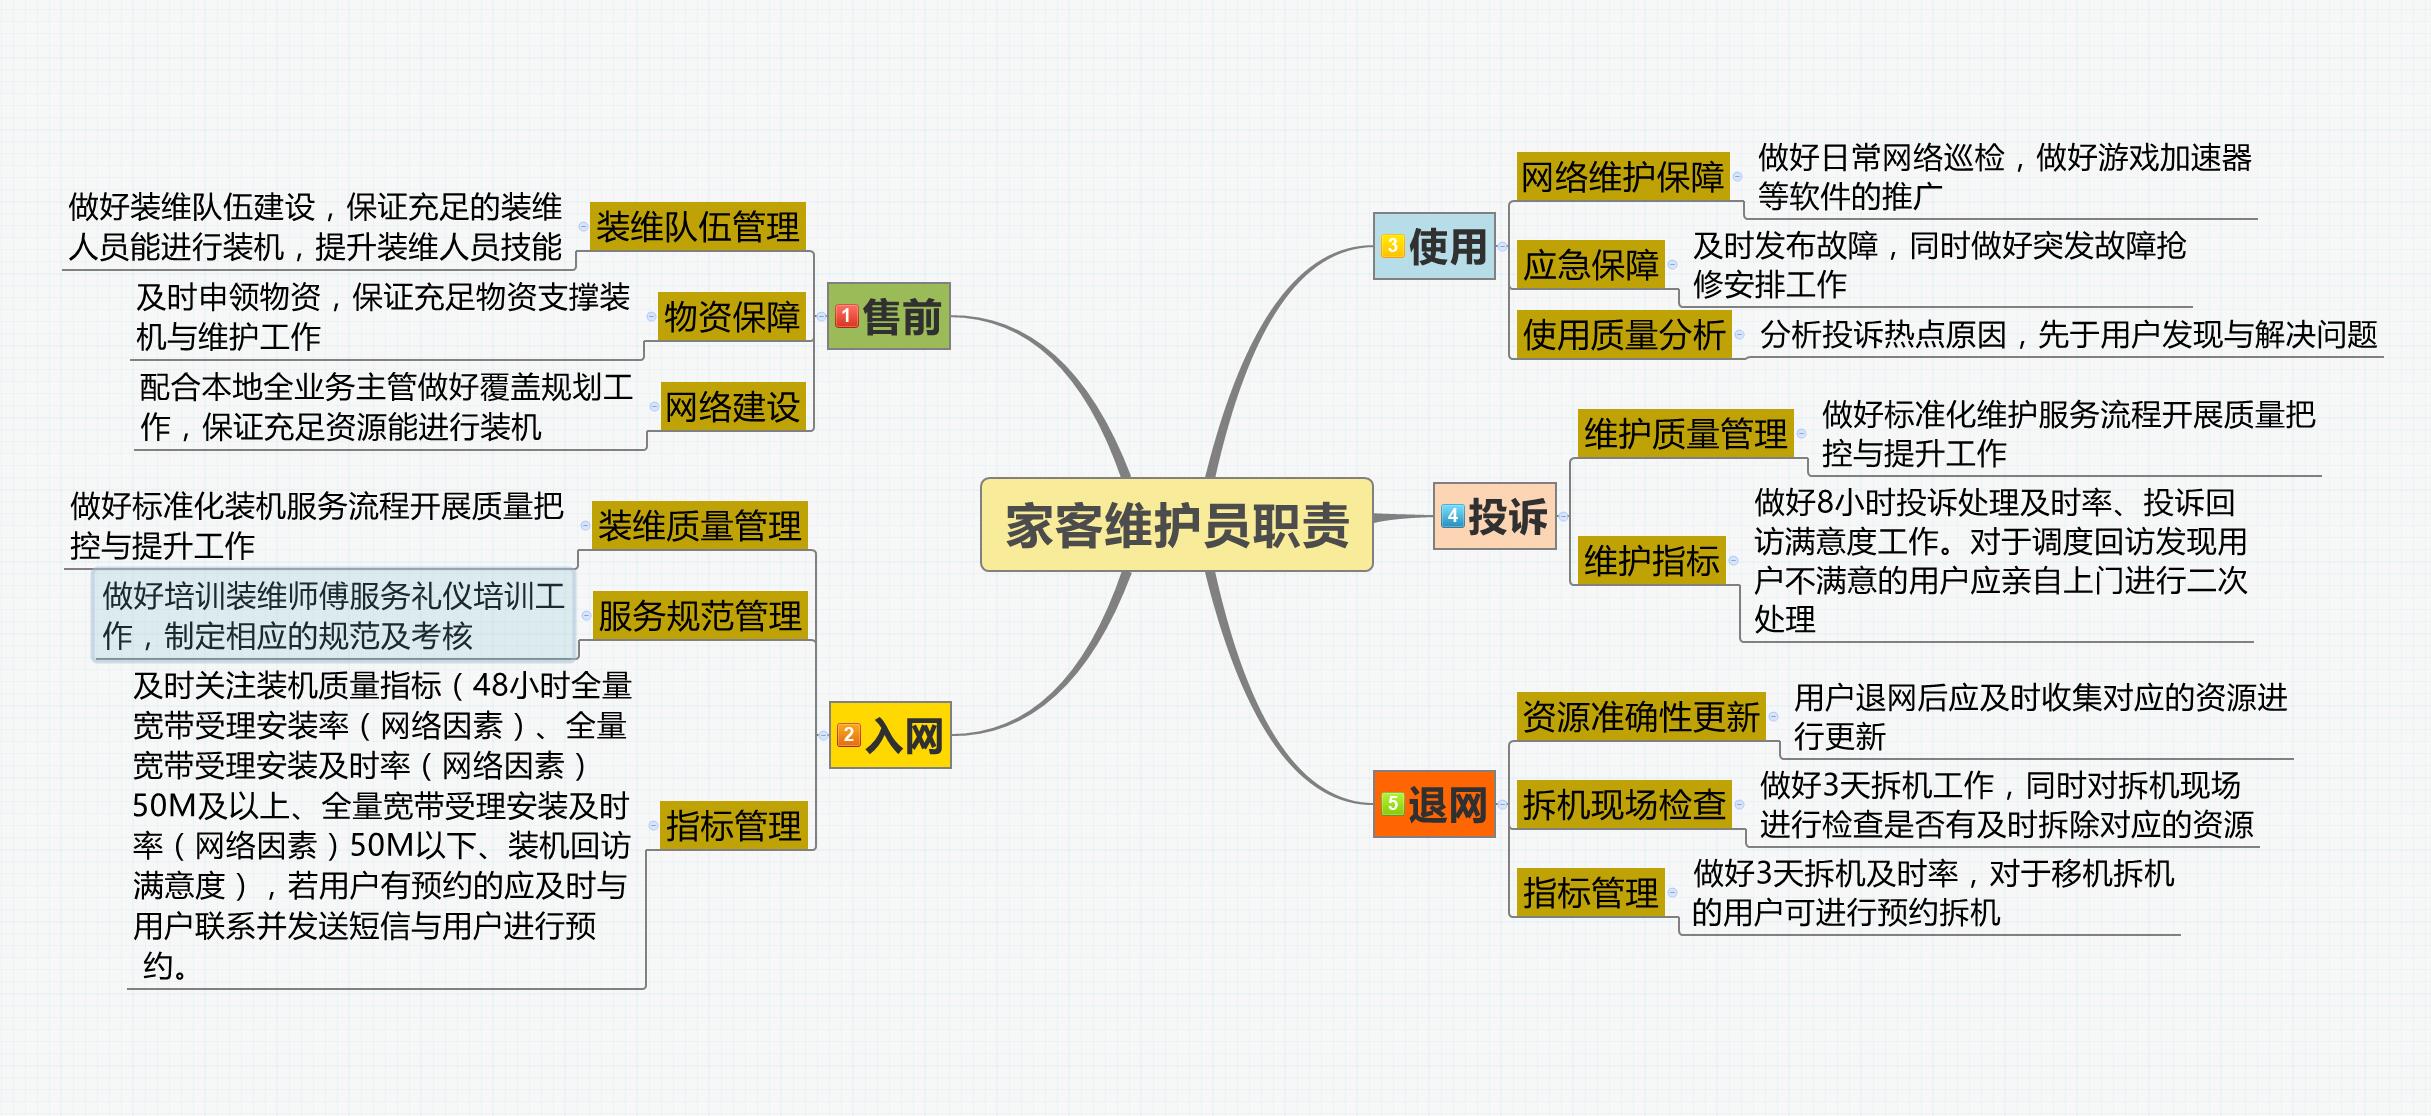 家客维护员职责
1 售前
装维队伍管理
做好装维队伍建设，保证充足的装维
人员能进行装机，提升装维人员技能
物资保障
及时申领物资，保证充足物资支撑装
机与维护工作
网络建设
配合本地全业务主管做好覆盖规划工
作，保证充足资源能进行装机
2 入网
装维质量管理
做好标准化装机服务流程开展质量把
控与提升工作
服务规范管理
做好培训装维师傅服务礼仪培训工
作，制定相应的规范及考核
指标管理
及时关注装机质量指标（48小时全量
宽带受理安装率（网络因素）、全量
宽带受理安装及时率（网络因素）
50M及以上、全量宽带受理安装及时
率（网络因素）50M以下、装机回访
满意度），若用户有预约的应及时与
用户联系并发送短信与用户进行预
约。
3 使用
网络维护保障
做好日常网络巡检，做好游戏加速器
等软件的推广
应急保障
及时发布故障，同时做好突发故障抢
修安排工作
使用质量分析
分析投诉热点原因，先于用户发现与解决问题
4 投诉
维护质量管理
做好标准化维护服务流程开展质量把
控与提升工作
维护指标
做好8小时投诉处理及时率、投诉回
访满意度工作。对于调度回访发现用
户不满意的用户应亲自上门进行二次
处理
5 退网
资源准确性更新
用户退网后应及时收集对应的资源进
行更新
拆机现场检查
做好3天拆机工作，同时对拆机现场
进行检查是否有及时拆除对应的资源
指标管理
做好3天拆机及时率，对于移机拆机
的用户可进行预约拆机